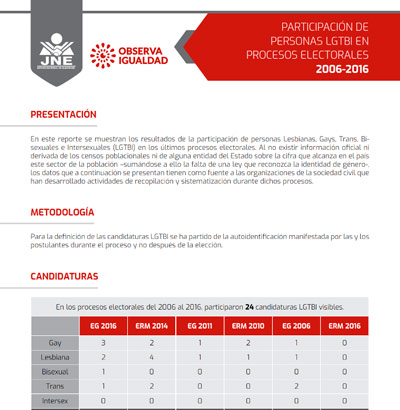 JNE
OBSERVA
IGUALDAD
PARTICIPACIÓN DE
PERSONAS LGTBI EN
PROCESOS ELECTORALES
2006-2016
PRESENTACIÓN
En este reporte se muestran los resultados de la participación de personas Lesbianas, Gays, Trans, Bi-
sexuales e Intersexuales (LGTBI) en los últimos procesos electorales. Al no existir información oficial ni
derivada de los censos poblacionales ni de alguna entidad del Estado sobre la cifra que alcanza en el país
este sector de la población –sumándose a ello la falta de una ley que reconozca la identidad de género-,
los datos que a continuación se presentan tienen como fuente a las organizaciones de la sociedad civil que
han desarrollado actividades de recopilación y sistematización durante dichos procesos.
METODOLOGÍA
Para la definición de las candidaturas LGTBI se ha partido de la autoidentificación manifestada por las y los
postulantes durante el proceso y no después de la elección.
CANDIDATURAS
En los procesos electorales del 2006 al 2016, participaron 24 candidaturas LGTBI visibles.
EG 2016 ERM 2014 EG 2011 ERM 2010 EG 2006 ERM 2016
Gay 3 2 1 2 1 0
Lesbiana 2 4 1 1 1 0
Bisexual 1 0 0 0 0 0
Trans 1 2 0 0 2 0
Intersex 0 0 0 0 0 0